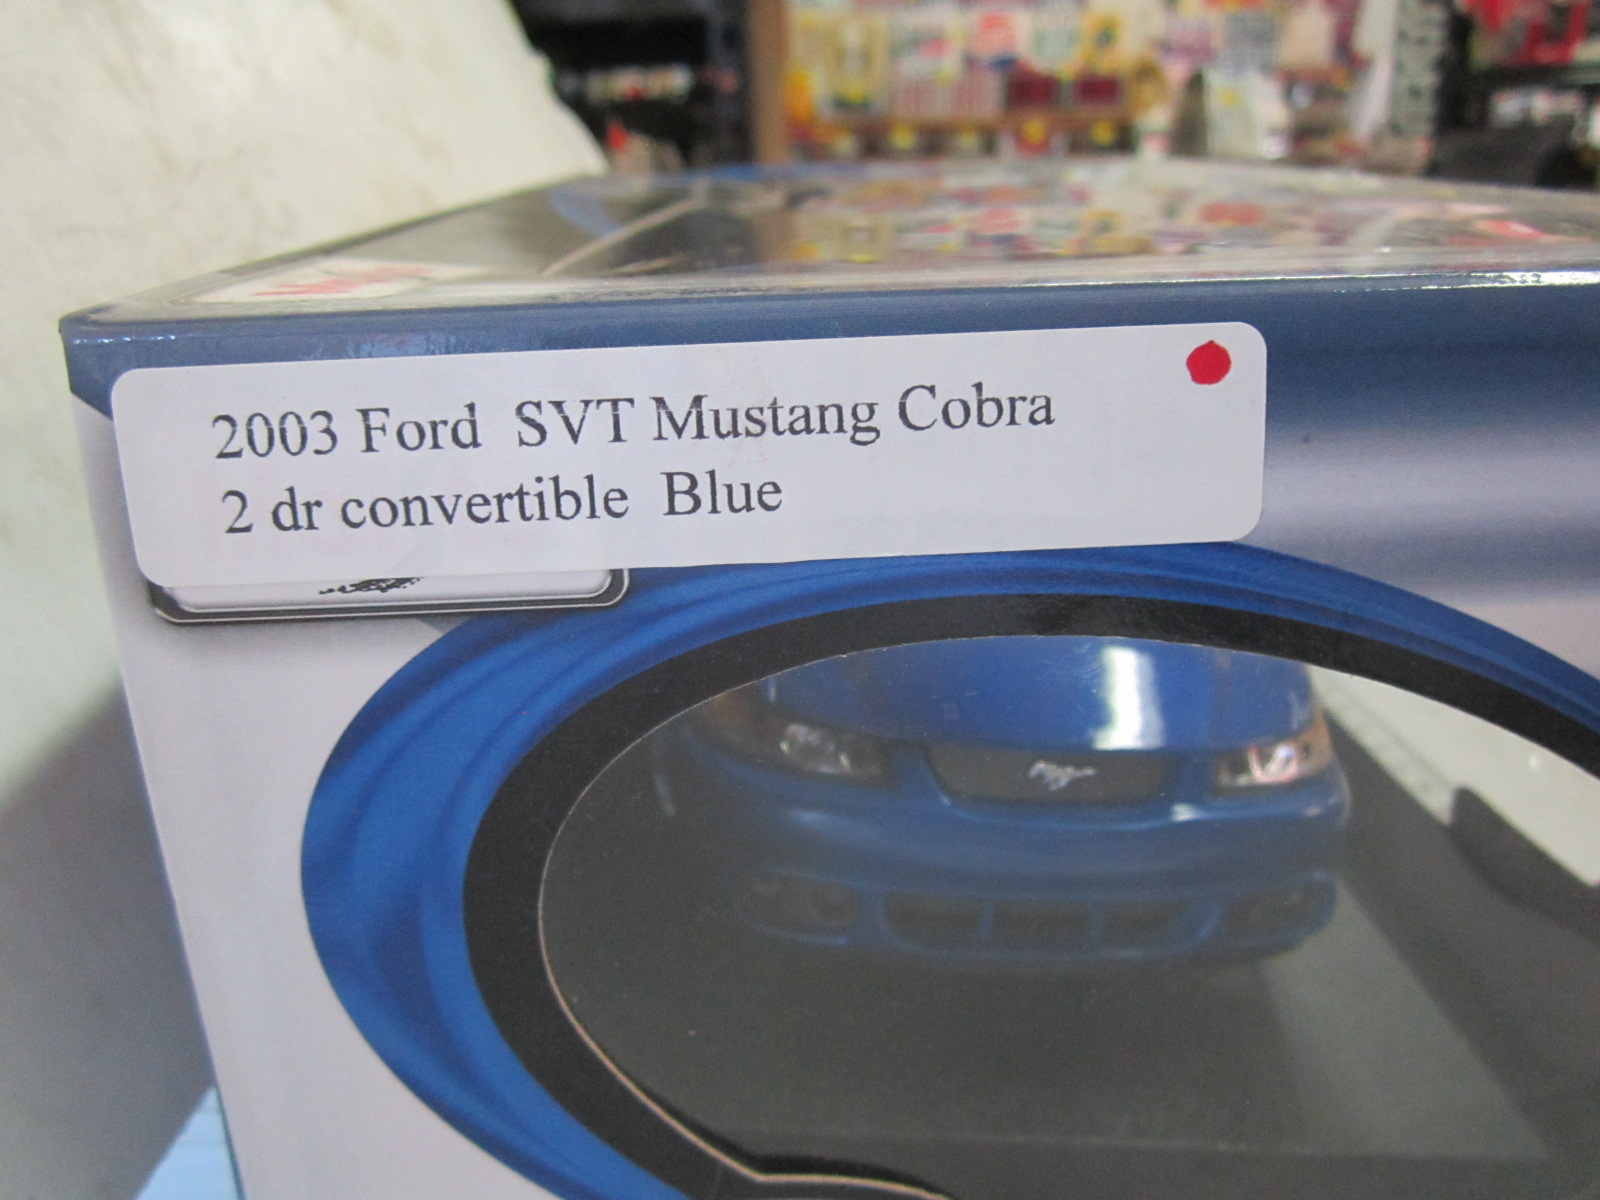 2003 Ford SVT Mustang Cobra
2 dr convertible Blue